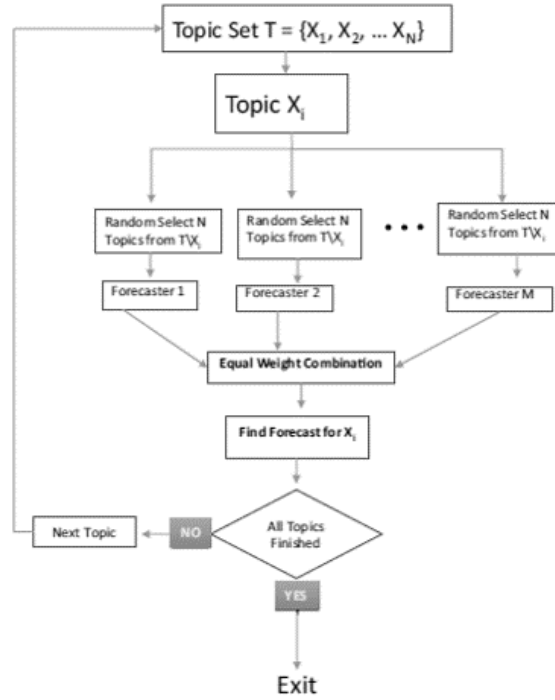 Topic Set T = {X₁, X₂, ... X_N}
Topic Xᵢ
Random Select N
Topics from T\Xᵢ
Random Select N
Topics from T\Xᵢ
• • •
Random Select N
Topics from T\Xᵢ
Forecaster 1
Forecaster 2
Forecaster M
Equal Weight Combination
Find Forecast for Xᵢ
All Topics
Finished
NO
Next Topic
YES
Exit